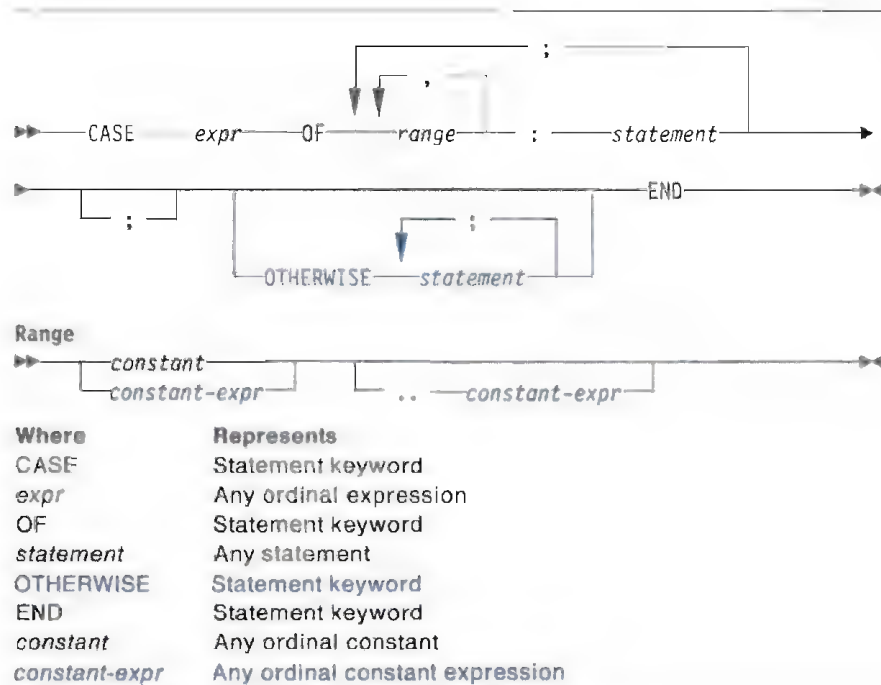 ;
,
CASE expr OF range : statement
END
; ;
OTHERWISE statement
Range
constant
constant-expr .. constant-expr
Where Represents
CASE Statement keyword
expr Any ordinal expression
OF Statement keyword
statement Any statement
OTHERWISE Statement keyword
END Statement keyword
constant Any ordinal constant
constant-expr Any ordinal constant expression